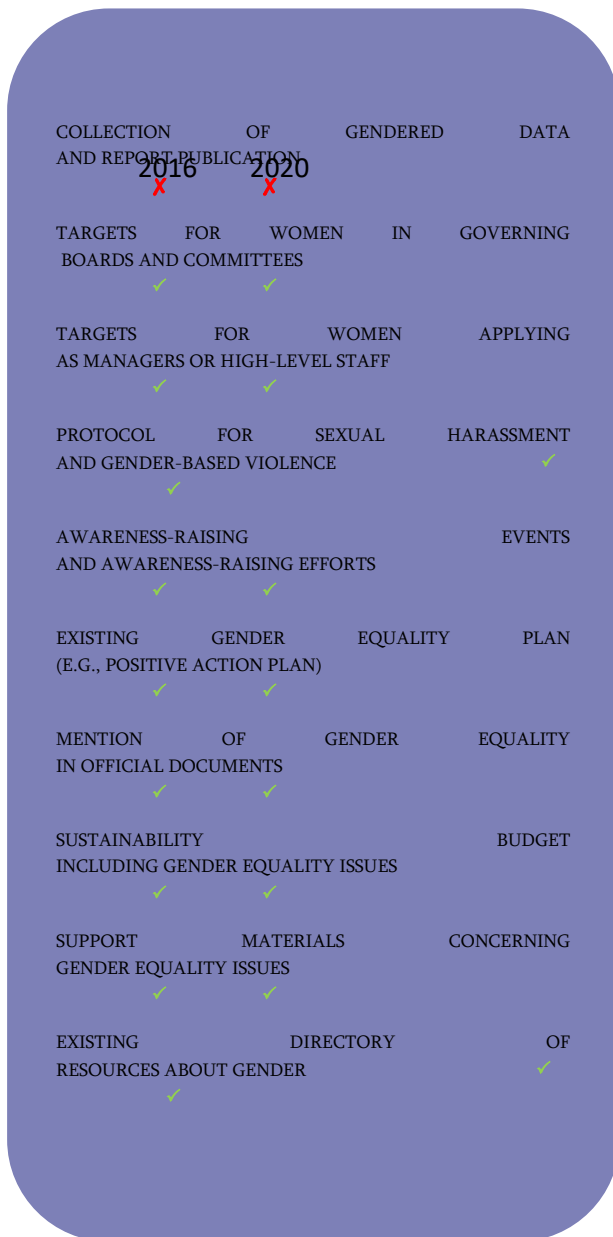 COLLECTION OF GENDERED DATA
AND REPORT PUBLICATION
2016 2020
✗ ✗
TARGETS FOR WOMEN IN GOVERNING
BOARDS AND COMMITTEES
✓ ✓
TARGETS FOR WOMEN APPLYING
AS MANAGERS OR HIGH-LEVEL STAFF
✓ ✓
PROTOCOL FOR SEXUAL HARASSMENT
AND GENDER-BASED VIOLENCE ✓
✓
AWARENESS-RAISING EVENTS
AND AWARENESS-RAISING EFFORTS
✓ ✓
EXISTING GENDER EQUALITY PLAN
(E.G., POSITIVE ACTION PLAN)
✓ ✓
MENTION OF GENDER EQUALITY
IN OFFICIAL DOCUMENTS
✓ ✓
SUSTAINABILITY BUDGET
INCLUDING GENDER EQUALITY ISSUES
✓ ✓
SUPPORT MATERIALS CONCERNING
GENDER EQUALITY ISSUES
✓ ✓
EXISTING DIRECTORY OF
RESOURCES ABOUT GENDER ✓
✓